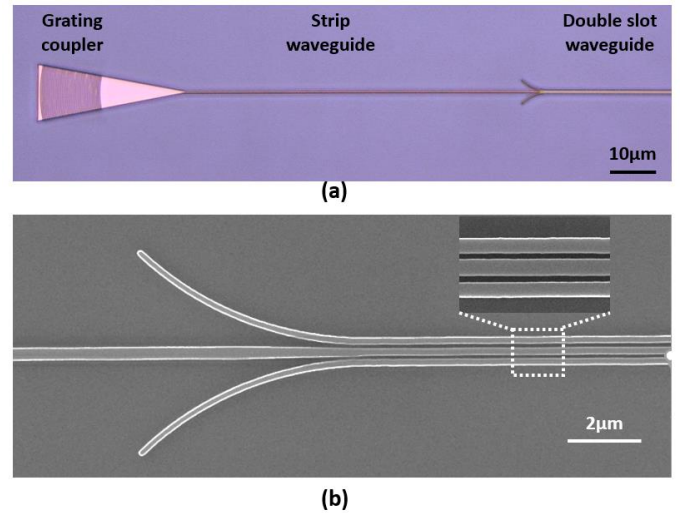 Grating
coupler
Strip
waveguide
Double slot
waveguide
10μm
(a)
2μm
(b)